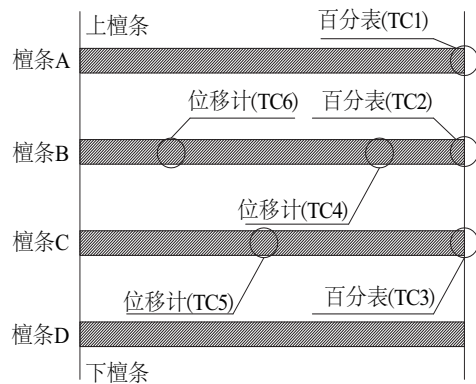 上檩条
百分表(TC1)
檩条A
位移计(TC6)
百分表(TC2)
檩条B
位移计(TC4)
檩条C
位移计(TC5)
百分表(TC3)
檩条D
下檩条